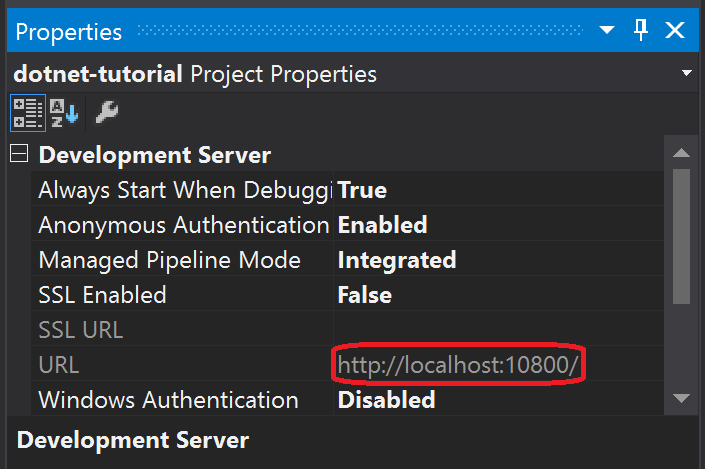 Properties
dotnet-tutorial Project Properties
Development Server
Always Start When Debuggi True
Anonymous Authentication Enabled
Managed Pipeline Mode Integrated
SSL Enabled False
SSL URL
URL http://localhost:10800/
Windows Authentication Disabled
Development Server